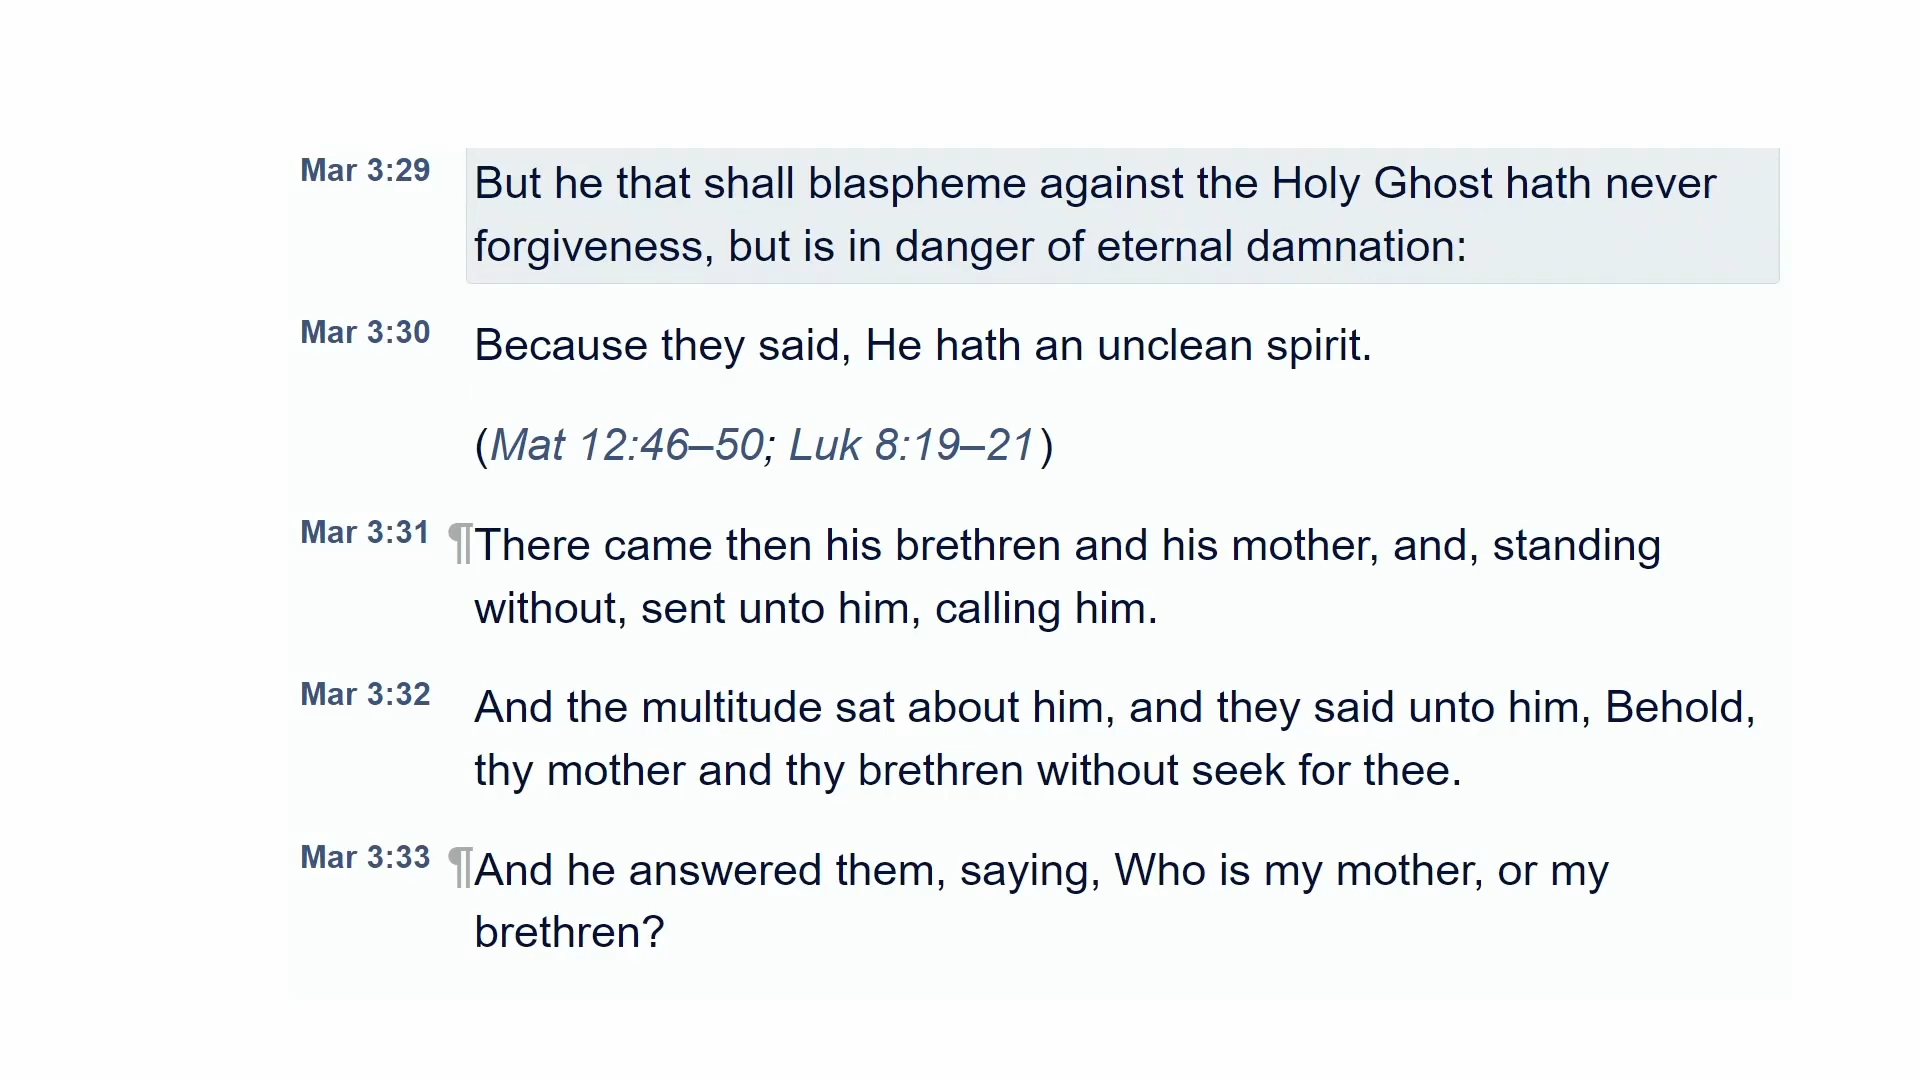 Mar 3:29 But he that shall blaspheme against the Holy Ghost hath never
forgiveness, but is in danger of eternal damnation:
Mar 3:30 Because they said, He hath an unclean spirit.
(Mat 12:46–50; Luk 8:19–21)
Mar 3:31 ¶There came then his brethren and his mother, and, standing
without, sent unto him, calling him.
Mar 3:32 And the multitude sat about him, and they said unto him, Behold,
thy mother and thy brethren without seek for thee.
Mar 3:33 ¶And he answered them, saying, Who is my mother, or my
brethren?